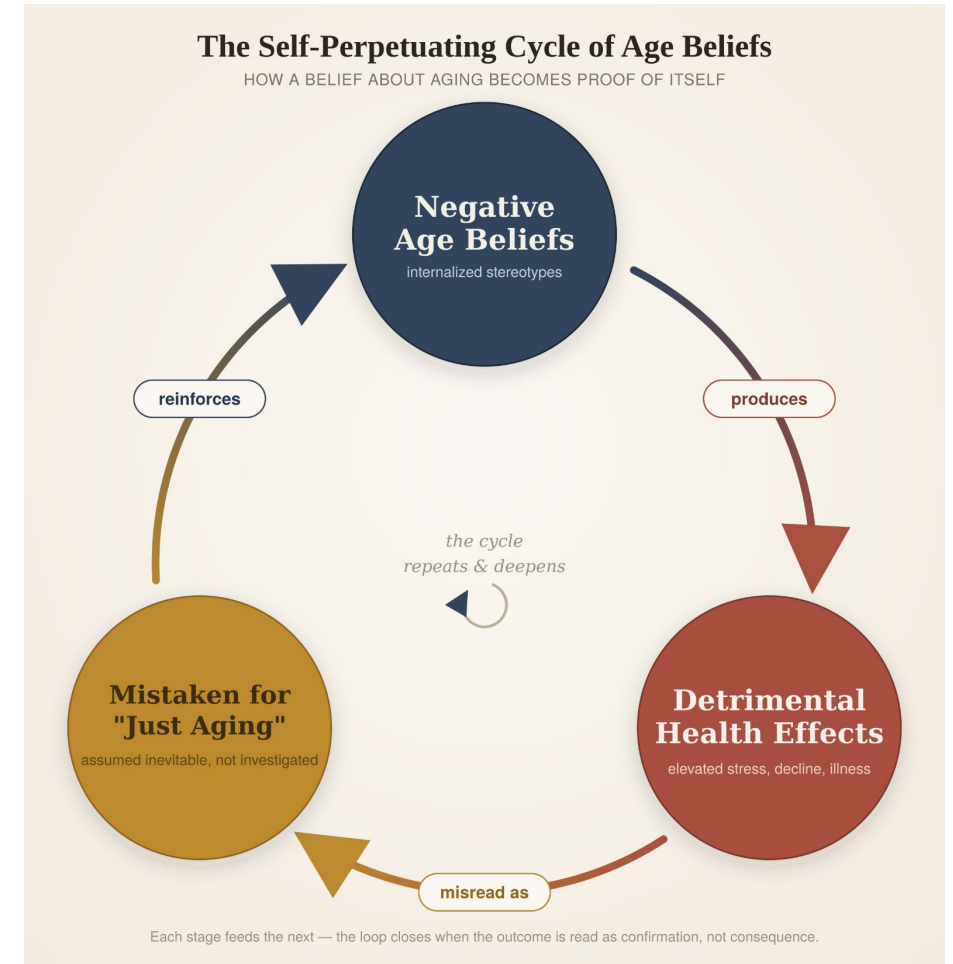 The Self-Perpetuating Cycle of Age Beliefs
HOW A BELIEF ABOUT AGING BECOMES PROOF OF ITSELF
Negative
Age Beliefs
internalized stereotypes
reinforces
produces
the cycle
repeats & deepens
Mistaken for
"Just Aging"
assumed inevitable, not investigated
Detrimental
Health Effects
elevated stress, decline, illness
misread as
Each stage feeds the next — the loop closes when the outcome is read as confirmation, not consequence.